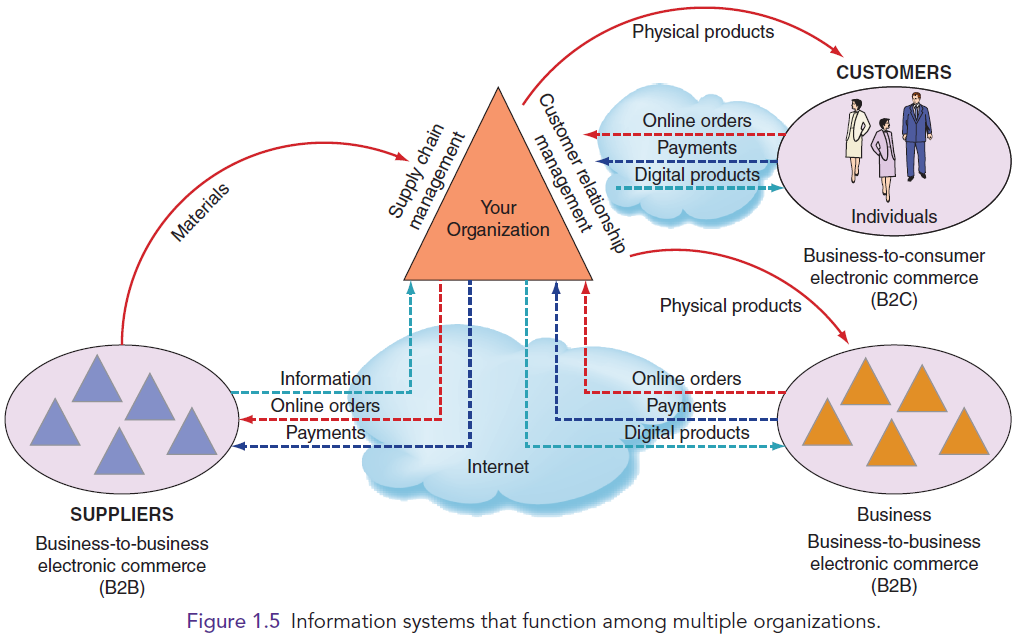 Physical products
CUSTOMERS
Online orders
Payments
Digital products
Individuals
Business-to-consumer
electronic commerce
(B2C)
Supply chain
management
Customer relationship
management
Your
Organization
Materials
Physical products
Information
Online orders
Payments
Online orders
Payments
Digital products
Internet
SUPPLIERS
Business-to-business
electronic commerce
(B2B)
Business
Business-to-business
electronic commerce
(B2B)
Figure 1.5 Information systems that function among multiple organizations.